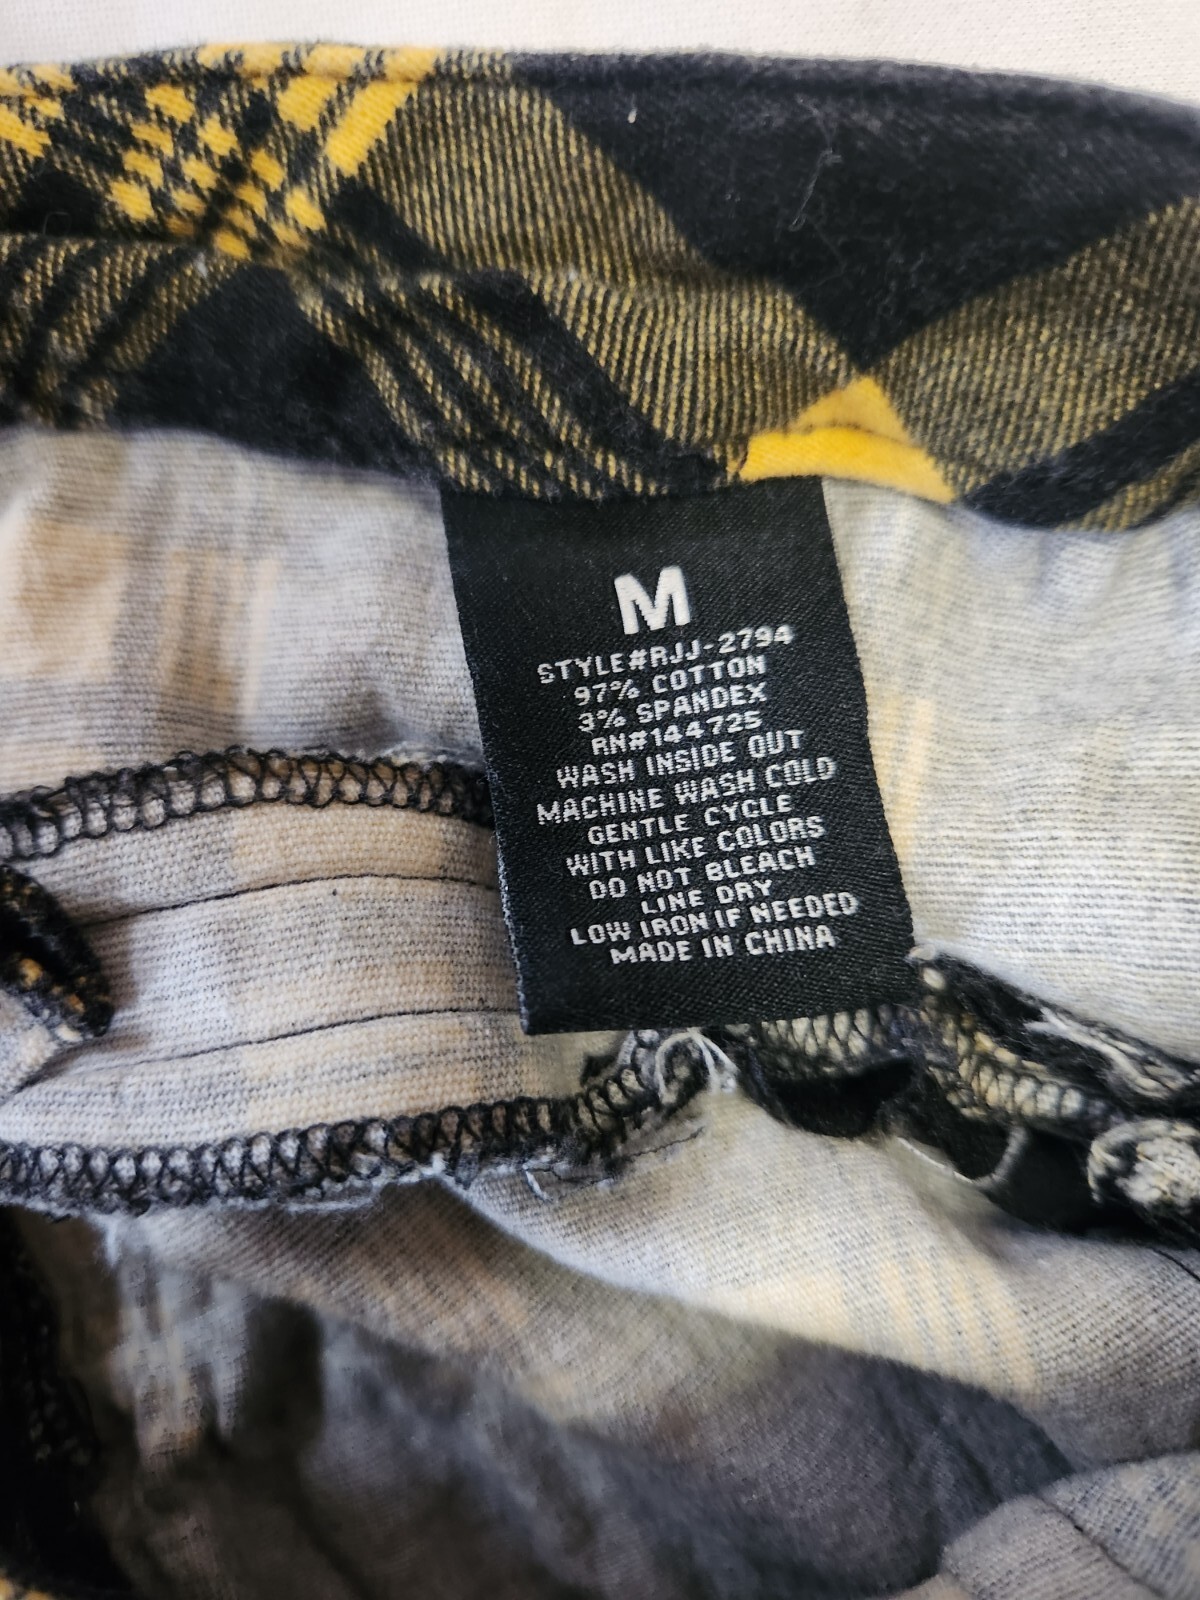 M
STYLE#RJJ-2794
97% COTTON
3% SPANDEX
RN#144725
WASH INSIDE OUT
MACHINE WASH COLD
GENTLE CYCLE
WITH LIKE COLORS
DO NOT BLEACH
LINE DRY
LOW IRON IF NEEDED
MADE IN CHINA